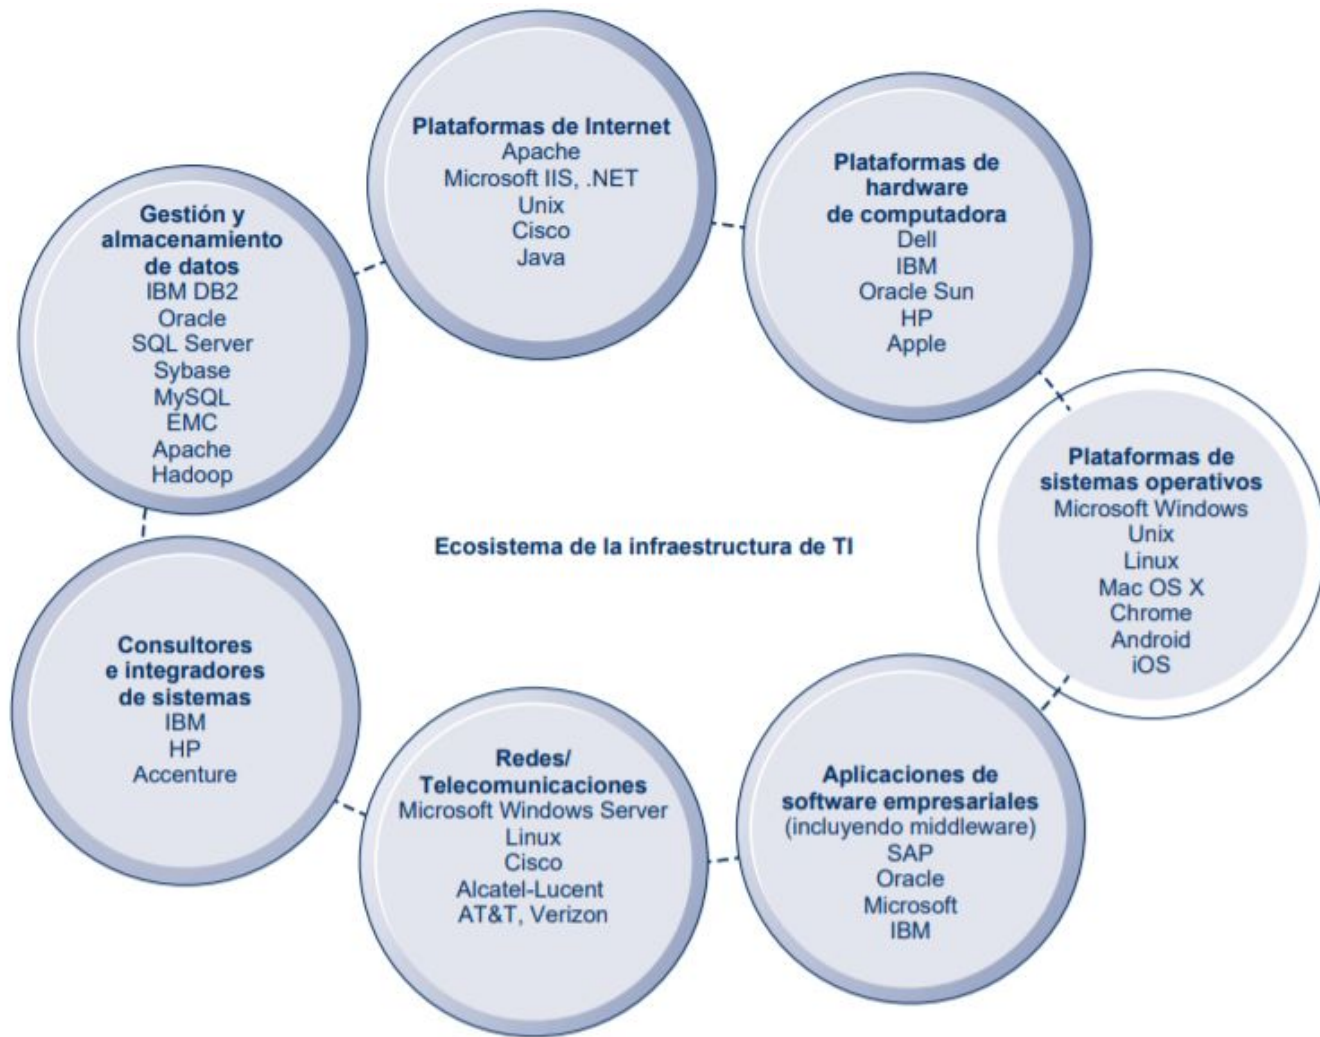 Plataformas de Internet
Apache
Microsoft IIS, .NET
Unix
Cisco
Java
Plataformas de
hardware
de computadora
Dell
IBM
Oracle Sun
HP
Apple
Gestión y
almacenamiento
de datos
IBM DB2
Oracle
SQL Server
Sybase
MySQL
EMC
Apache
Hadoop
Plataformas de
sistemas operativos
Microsoft Windows
Unix
Linux
Mac OS X
Chrome
Android
iOS
Ecosistema de la infraestructura de TI
Consultores
e integradores
de sistemas
IBM
HP
Accenture
Redes/
Telecomunicaciones
Microsoft Windows Server
Linux
Cisco
Alcatel-Lucent
AT&T, Verizon
Aplicaciones de
software empresariales
(incluyendo middleware)
SAP
Oracle
Microsoft
IBM